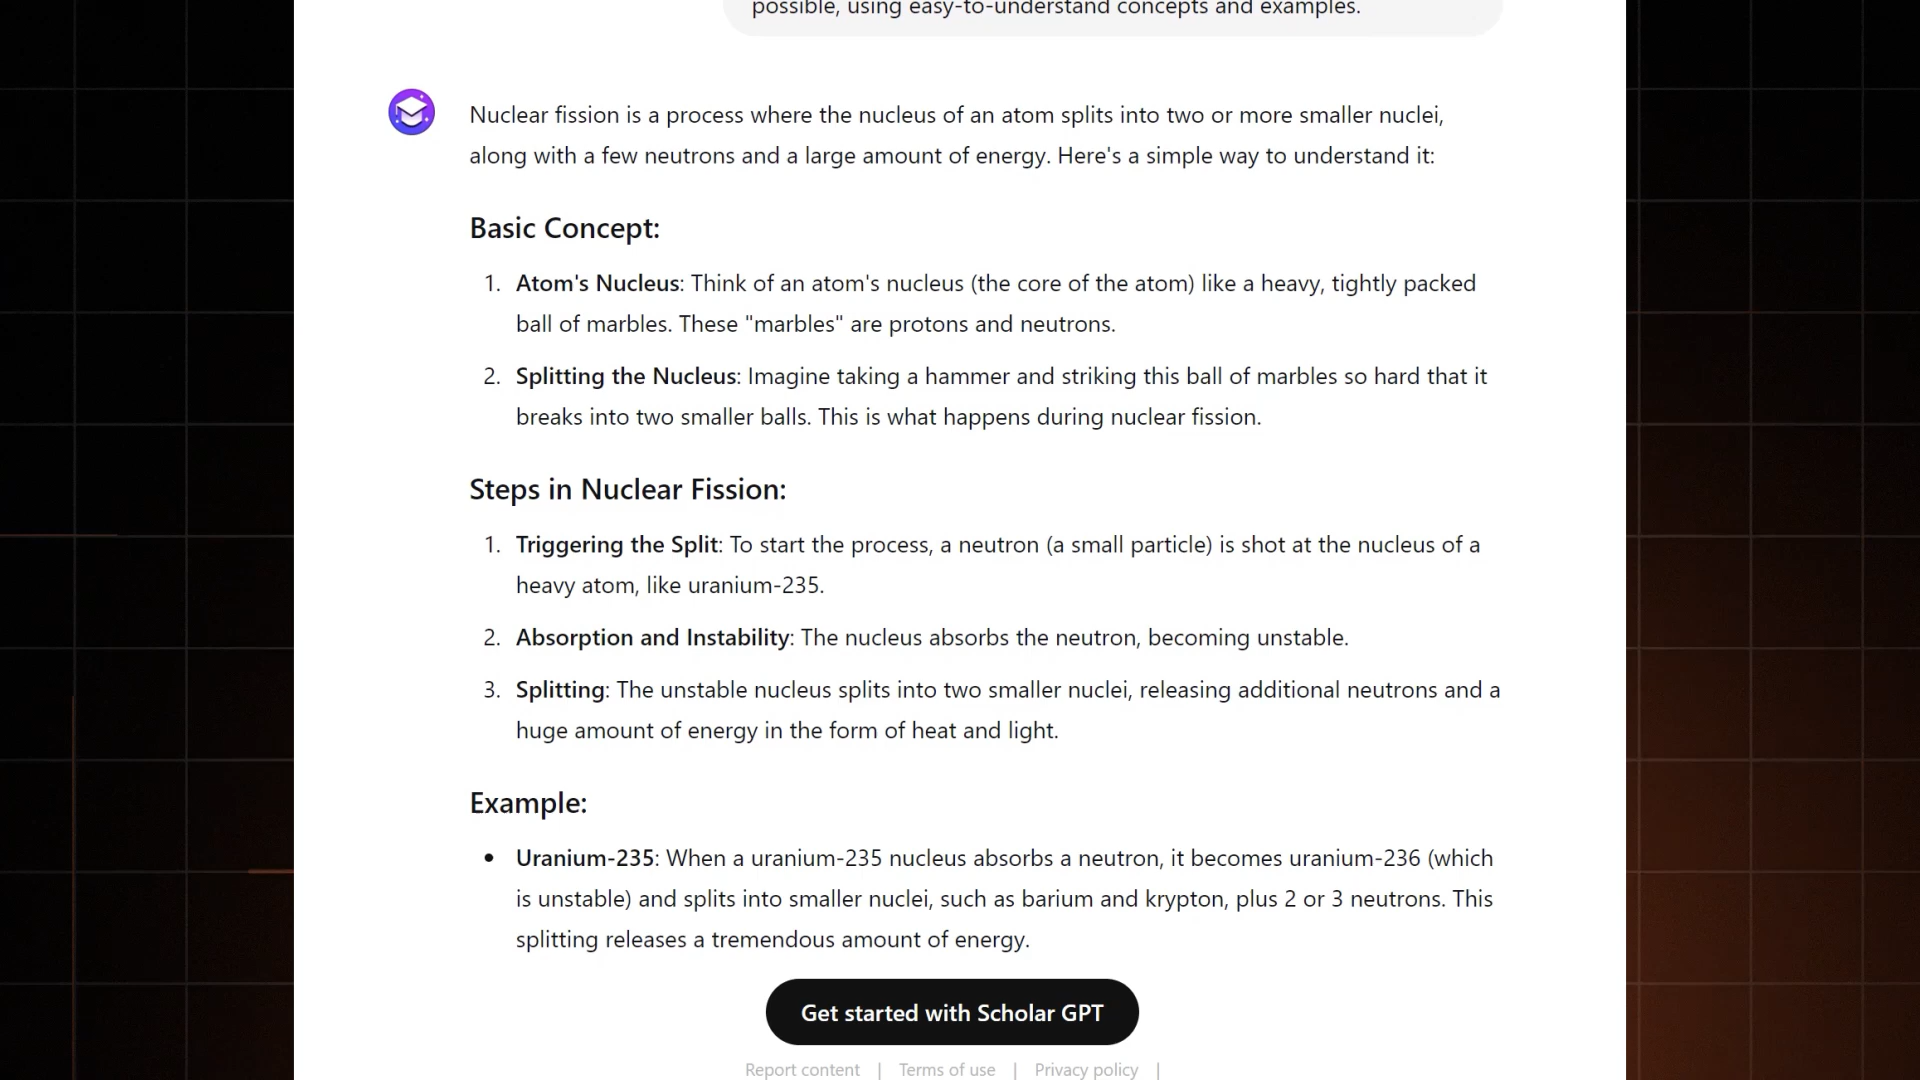 possible, using easy-to-understand concepts and examples.
Nuclear fission is a process where the nucleus of an atom splits into two or more smaller nuclei,
along with a few neutrons and a large amount of energy. Here's a simple way to understand it:
Basic Concept:
1. Atom's Nucleus: Think of an atom's nucleus (the core of the atom) like a heavy, tightly packed
ball of marbles. These "marbles" are protons and neutrons.
2. Splitting the Nucleus: Imagine taking a hammer and striking this ball of marbles so hard that it
breaks into two smaller balls. This is what happens during nuclear fission.
Steps in Nuclear Fission:
1. Triggering the Split: To start the process, a neutron (a small particle) is shot at the nucleus of a
heavy atom, like uranium-235.
2. Absorption and Instability: The nucleus absorbs the neutron, becoming unstable.
3. Splitting: The unstable nucleus splits into two smaller nuclei, releasing additional neutrons and a
huge amount of energy in the form of heat and light.
Example:
• Uranium-235: When a uranium-235 nucleus absorbs a neutron, it becomes uranium-236 (which
is unstable) and splits into smaller nuclei, such as barium and krypton, plus 2 or 3 neutrons. This
splitting releases a tremendous amount of energy.
Get started with Scholar GPT
Report content | Terms of use | Privacy policy |